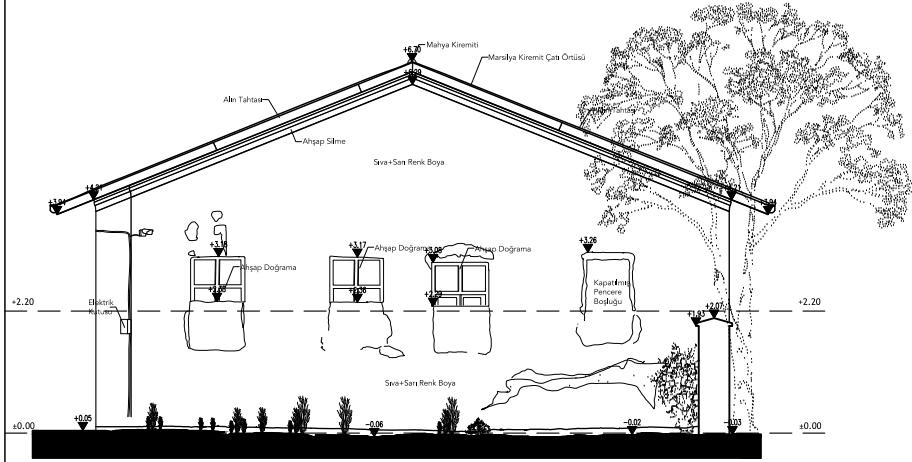 +6.70
Mahya Kiremiti
Marsilya Kiremit Çatı Örtüsü
Alın Tahtası
Ahşap Silme
Sıva+Sarı Renk Boya
+3.94
+3.94
+3.18
+3.17
+3.08
+3.26
Ahşap Doğrama
Ahşap Doğrama
Ahşap Doğrama
Kapatılmış
Pencere
Boşluğu
+2.36
+2.29
+2.20
+2.20
Elektrik
Kutusu
+2.07
+1.93
Sıva+Sarı Renk Boya
±0.00
+0.05
-0.06
-0.02
-0.03
±0.00